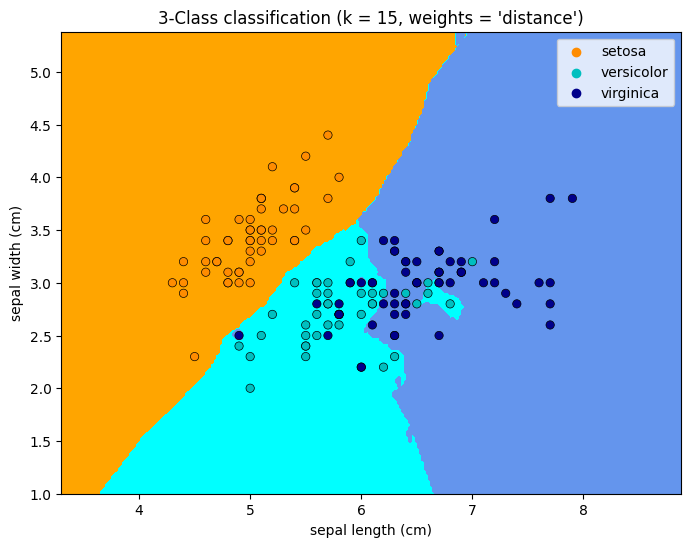 3-Class classification (k = 15, weights = 'distance')
setosa
versicolor
virginica
sepal width (cm)
5.0
4.5
4.0
3.5
3.0
2.5
2.0
1.5
1.0
4 5 6 7 8
sepal length (cm)